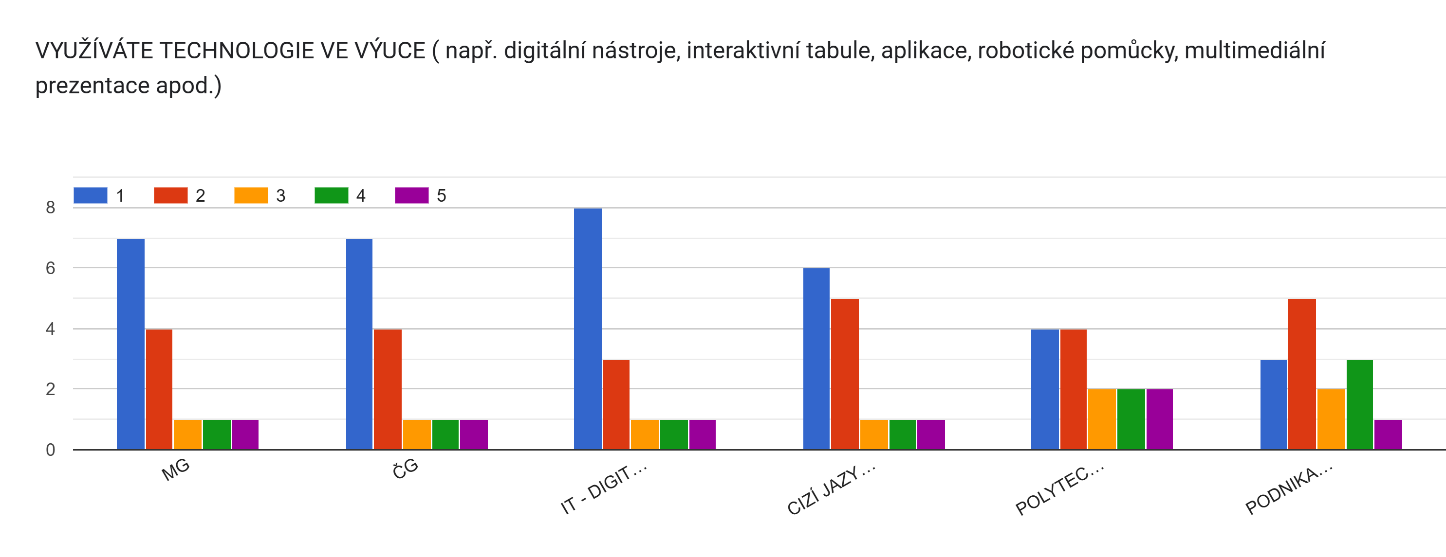 VYUŽÍVÁTE TECHNOLOGIE VE VÝUCE ( např. digitální nástroje, interaktivní tabule, aplikace, robotické pomůcky, multimediální
prezentace apod.)
1 2 3 4 5
8
6
4
2
0
MG ČG IT - DIGIT... CIZÍ JAZY... POLYTEC... PODNIKA...